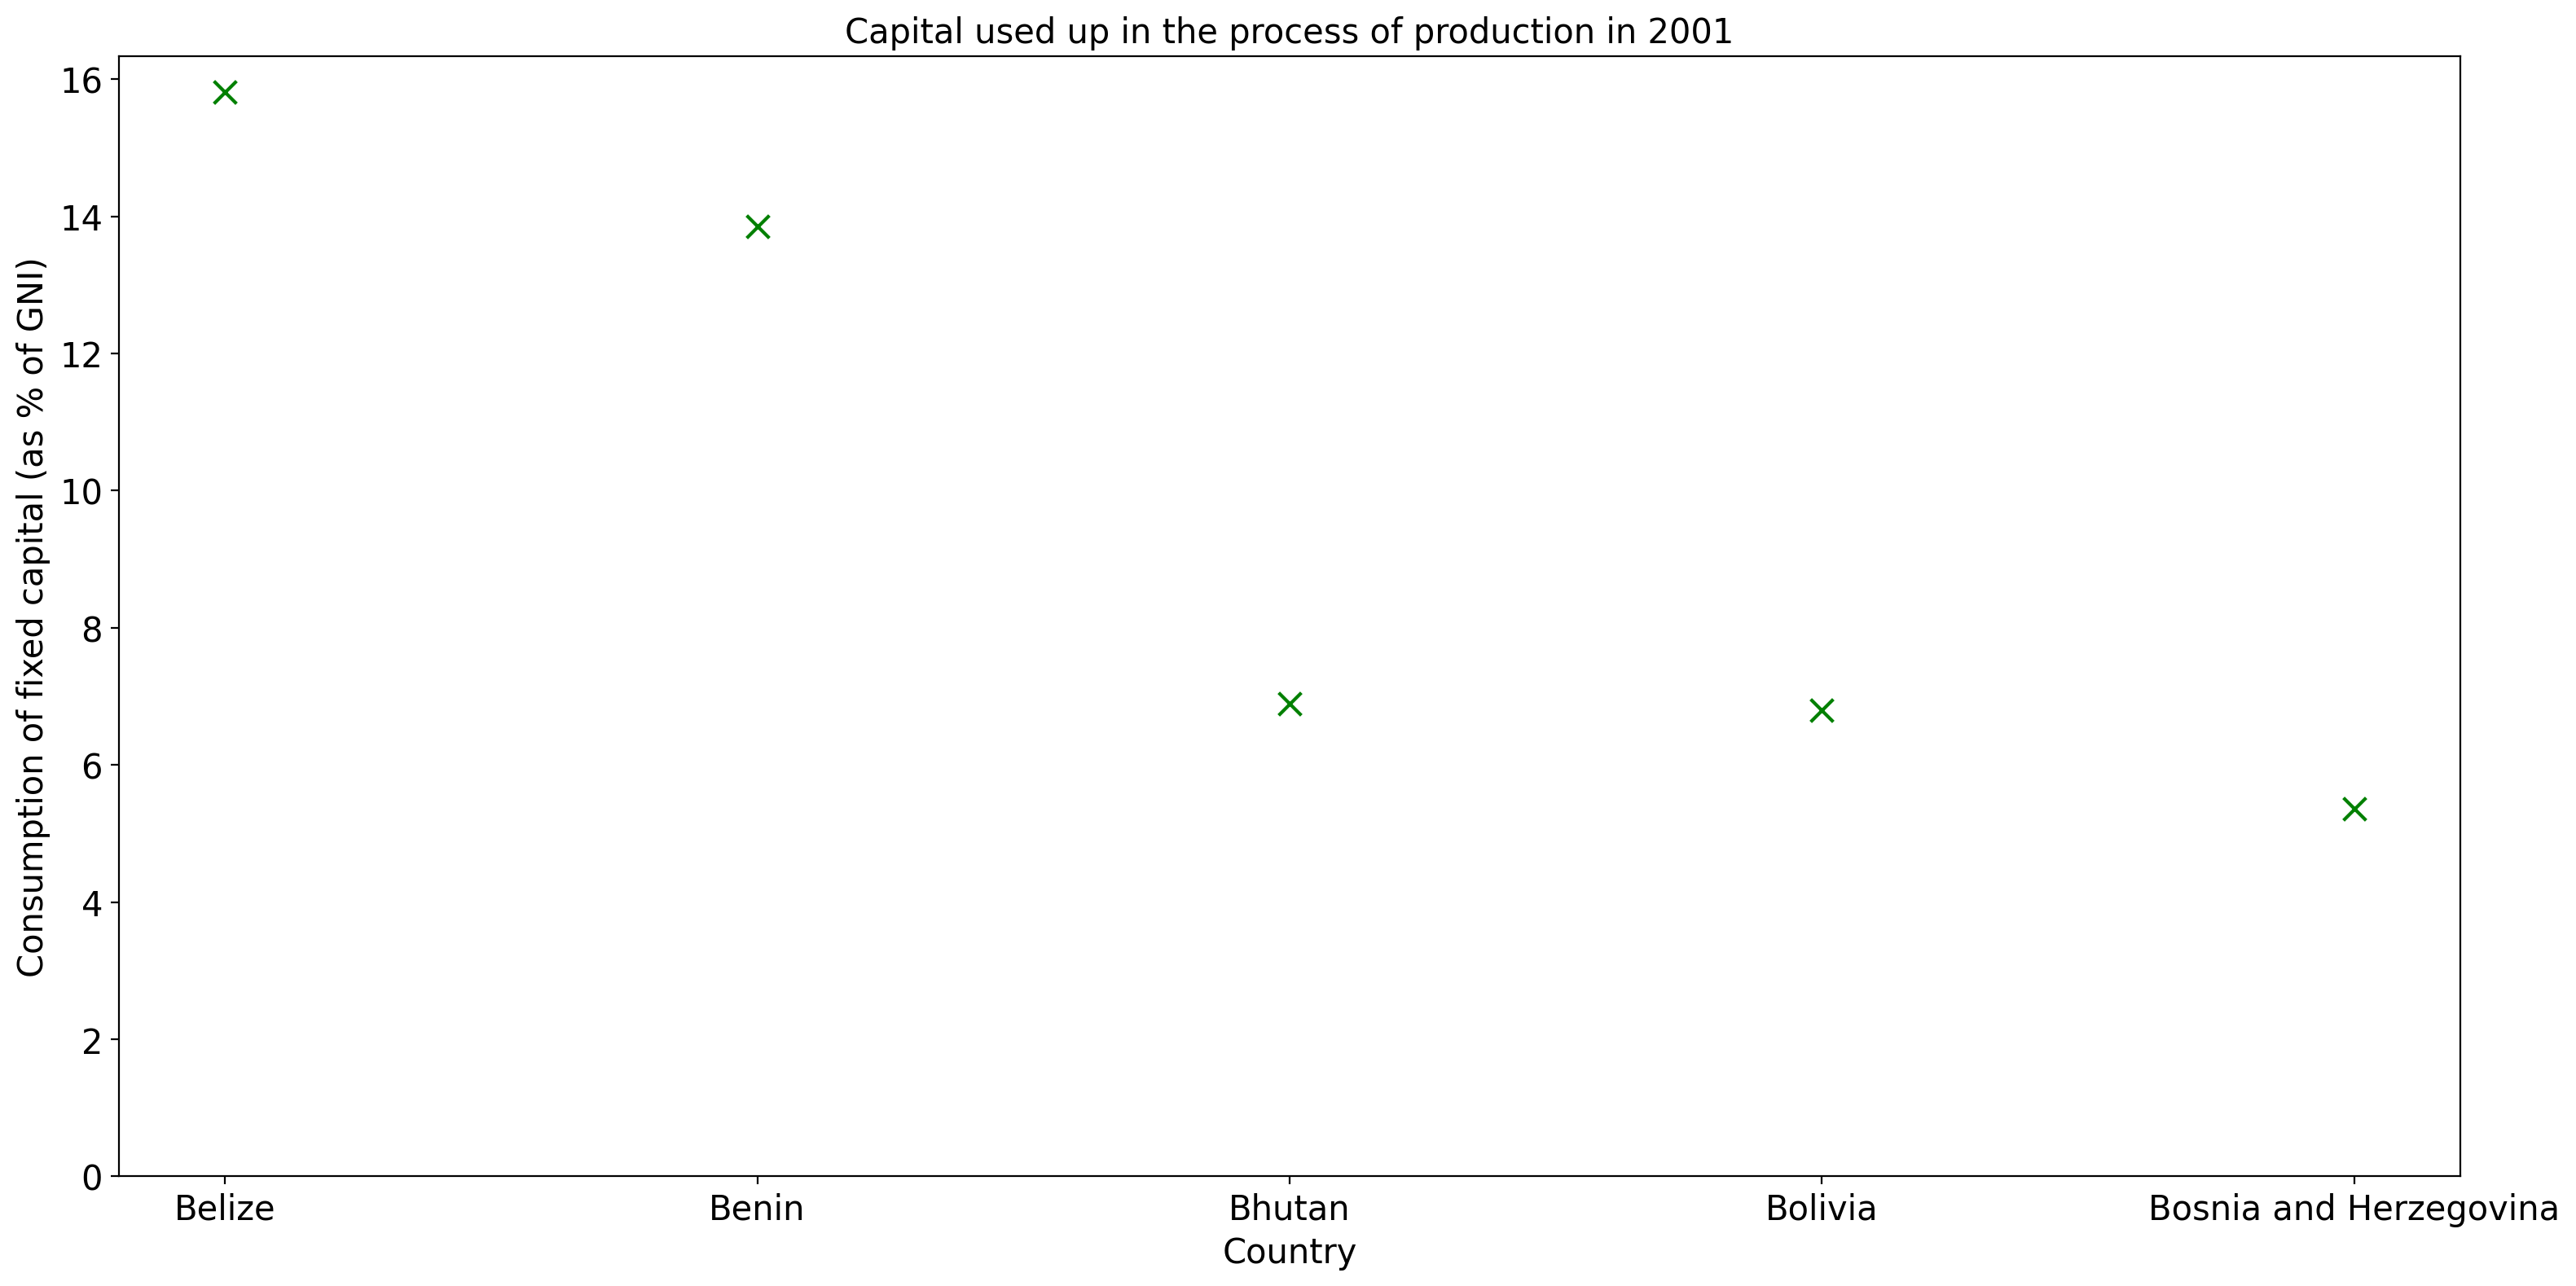 Capital used up in the process of production in 2001
Consumption of fixed capital (as % of GNI)
16
14
12
10
8
6
4
2
0
Belize Benin Bhutan Bolivia Bosnia and Herzegovina
Country